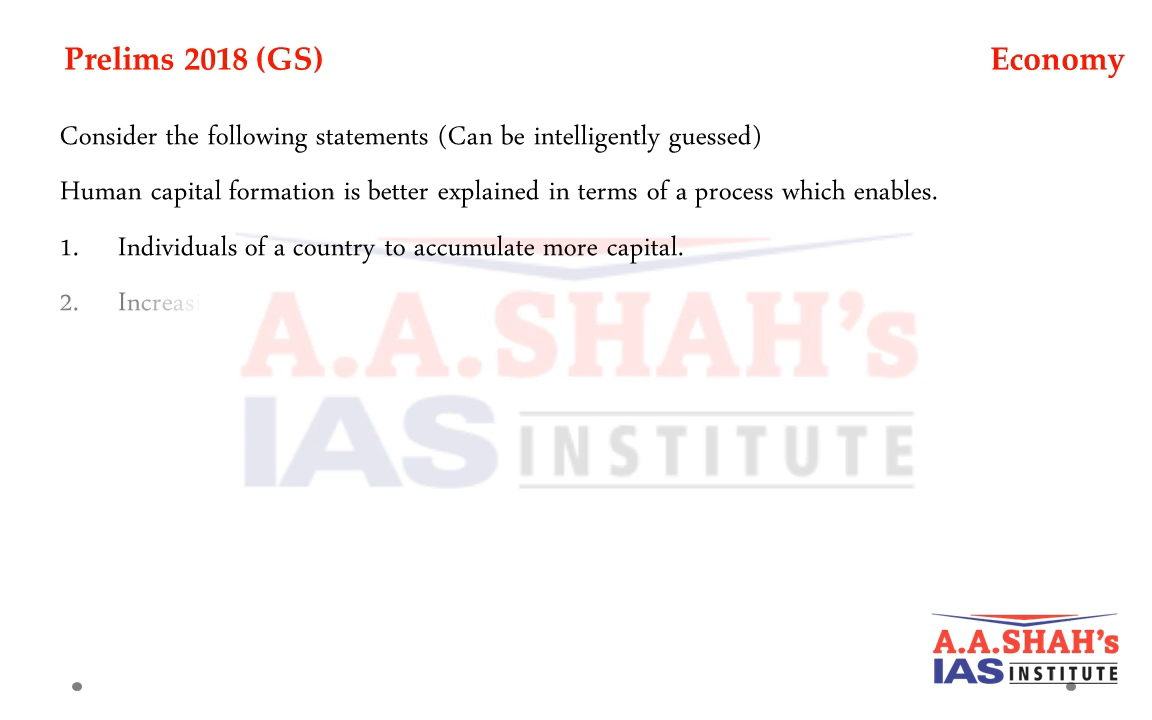 Prelims 2018 (GS)
Economy
Consider the following statements (Can be intelligently guessed)
Human capital formation is better explained in terms of a process which enables.
1. Individuals of a country to accumulate more capital.
2.
A.A.SHAH's
IAS INSTITUTE
A.A.SHAH's
IAS INSTITUTE